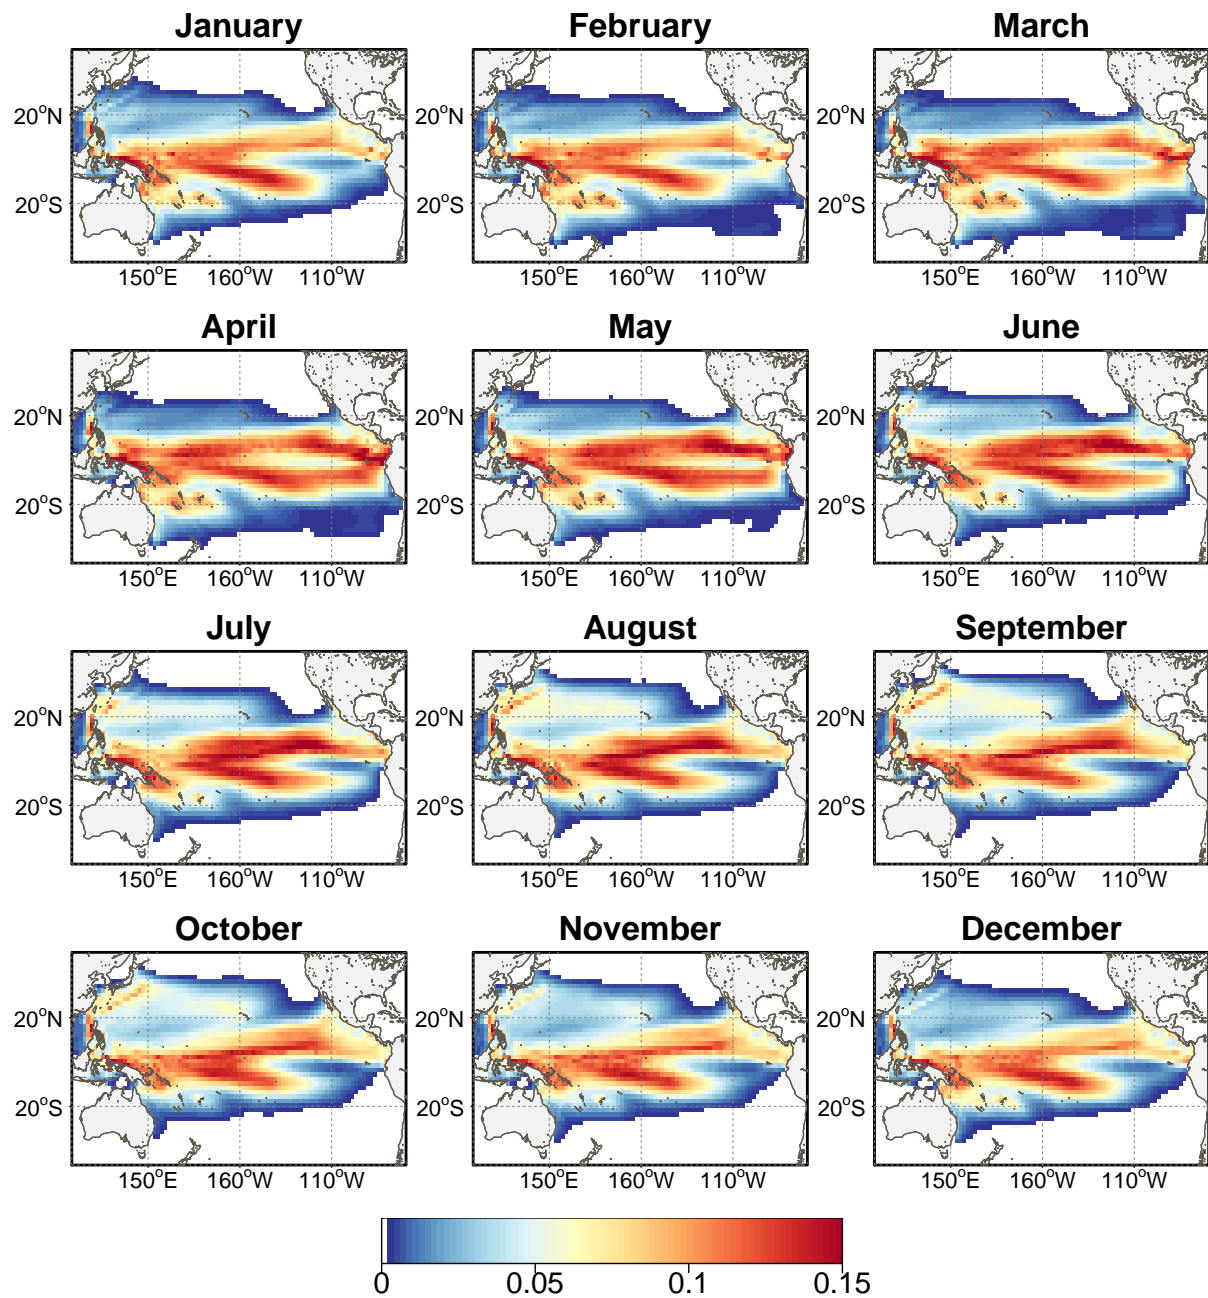 January February March
20°N 20°N 20°N
20°S 20°S 20°S
150°E 160°W 110°W 150°E 160°W 110°W 150°E 160°W 110°W
April May June
20°N 20°N 20°N
20°S 20°S 20°S
150°E 160°W 110°W 150°E 160°W 110°W 150°E 160°W 110°W
July August September
20°N 20°N 20°N
20°S 20°S 20°S
150°E 160°W 110°W 150°E 160°W 110°W 150°E 160°W 110°W
October November December
20°N 20°N 20°N
20°S 20°S 20°S
150°E 160°W 110°W 150°E 160°W 110°W 150°E 160°W 110°W
0 0.05 0.1 0.15